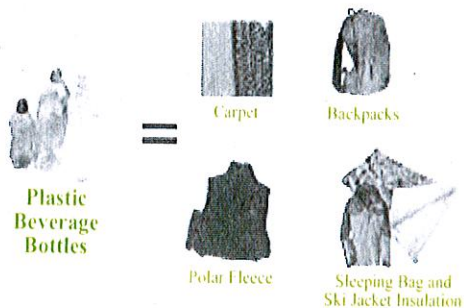 Carpet
Backpacks
=
Plastic
Beverage
Bottles
Polar Fleece
Sleeping Bag and
Ski Jacket Insulation